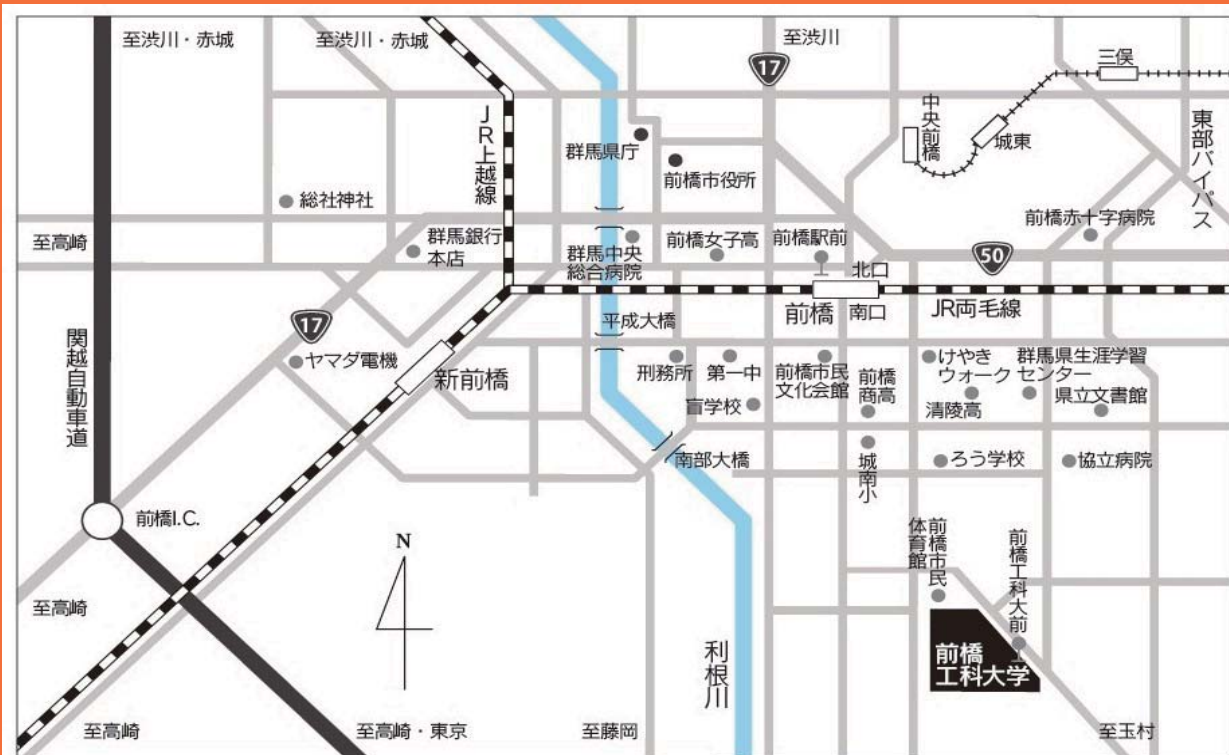 至渋川・赤城
至渋川・赤城
至渋川
17
三俣
中央前橋
城東
東部バイパス
JR上越線
群馬県庁
前橋市役所
総社神社
至高崎
群馬銀行
本店
群馬中央
総合病院
前橋女子高
前橋駅前
前橋赤十字病院
50
北口
前橋
南口
JR両毛線
17
平成大橋
関越自動車道
ヤマダ電機
新前橋
刑務所
第一中
前橋市民
文化会館
前橋
商高
けやき
ウォーク
群馬県生涯学習
センター
盲学校
清陵高
県立文書館
南部大橋
城南小
ろう学校
協立病院
前橋I.C.
N
前橋市民
体育館
前橋工科大前
至高崎
利根川
前橋
工科大学
至高崎
至高崎・東京
至藤岡
至玉村